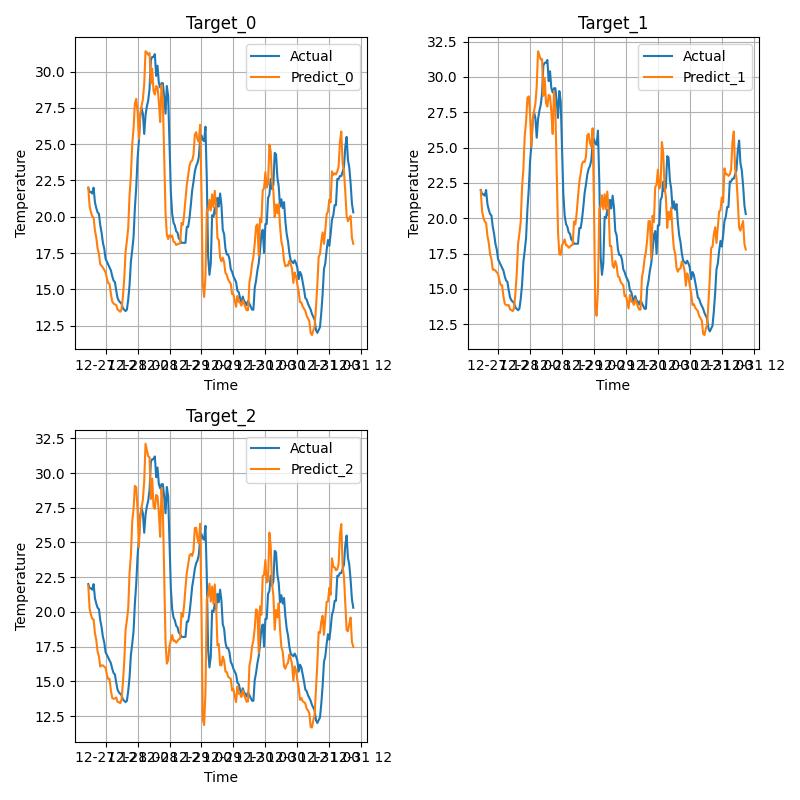 Target_0
Temperature
30.0
27.5
25.0
22.5
20.0
17.5
15.0
12.5
Actual
Predict_0
Time
Target_1
Temperature
32.5
30.0
27.5
25.0
22.5
20.0
17.5
15.0
12.5
Actual
Predict_1
Time
Target_2
Temperature
32.5
30.0
27.5
25.0
22.5
20.0
17.5
15.0
12.5
Actual
Predict_2
Time